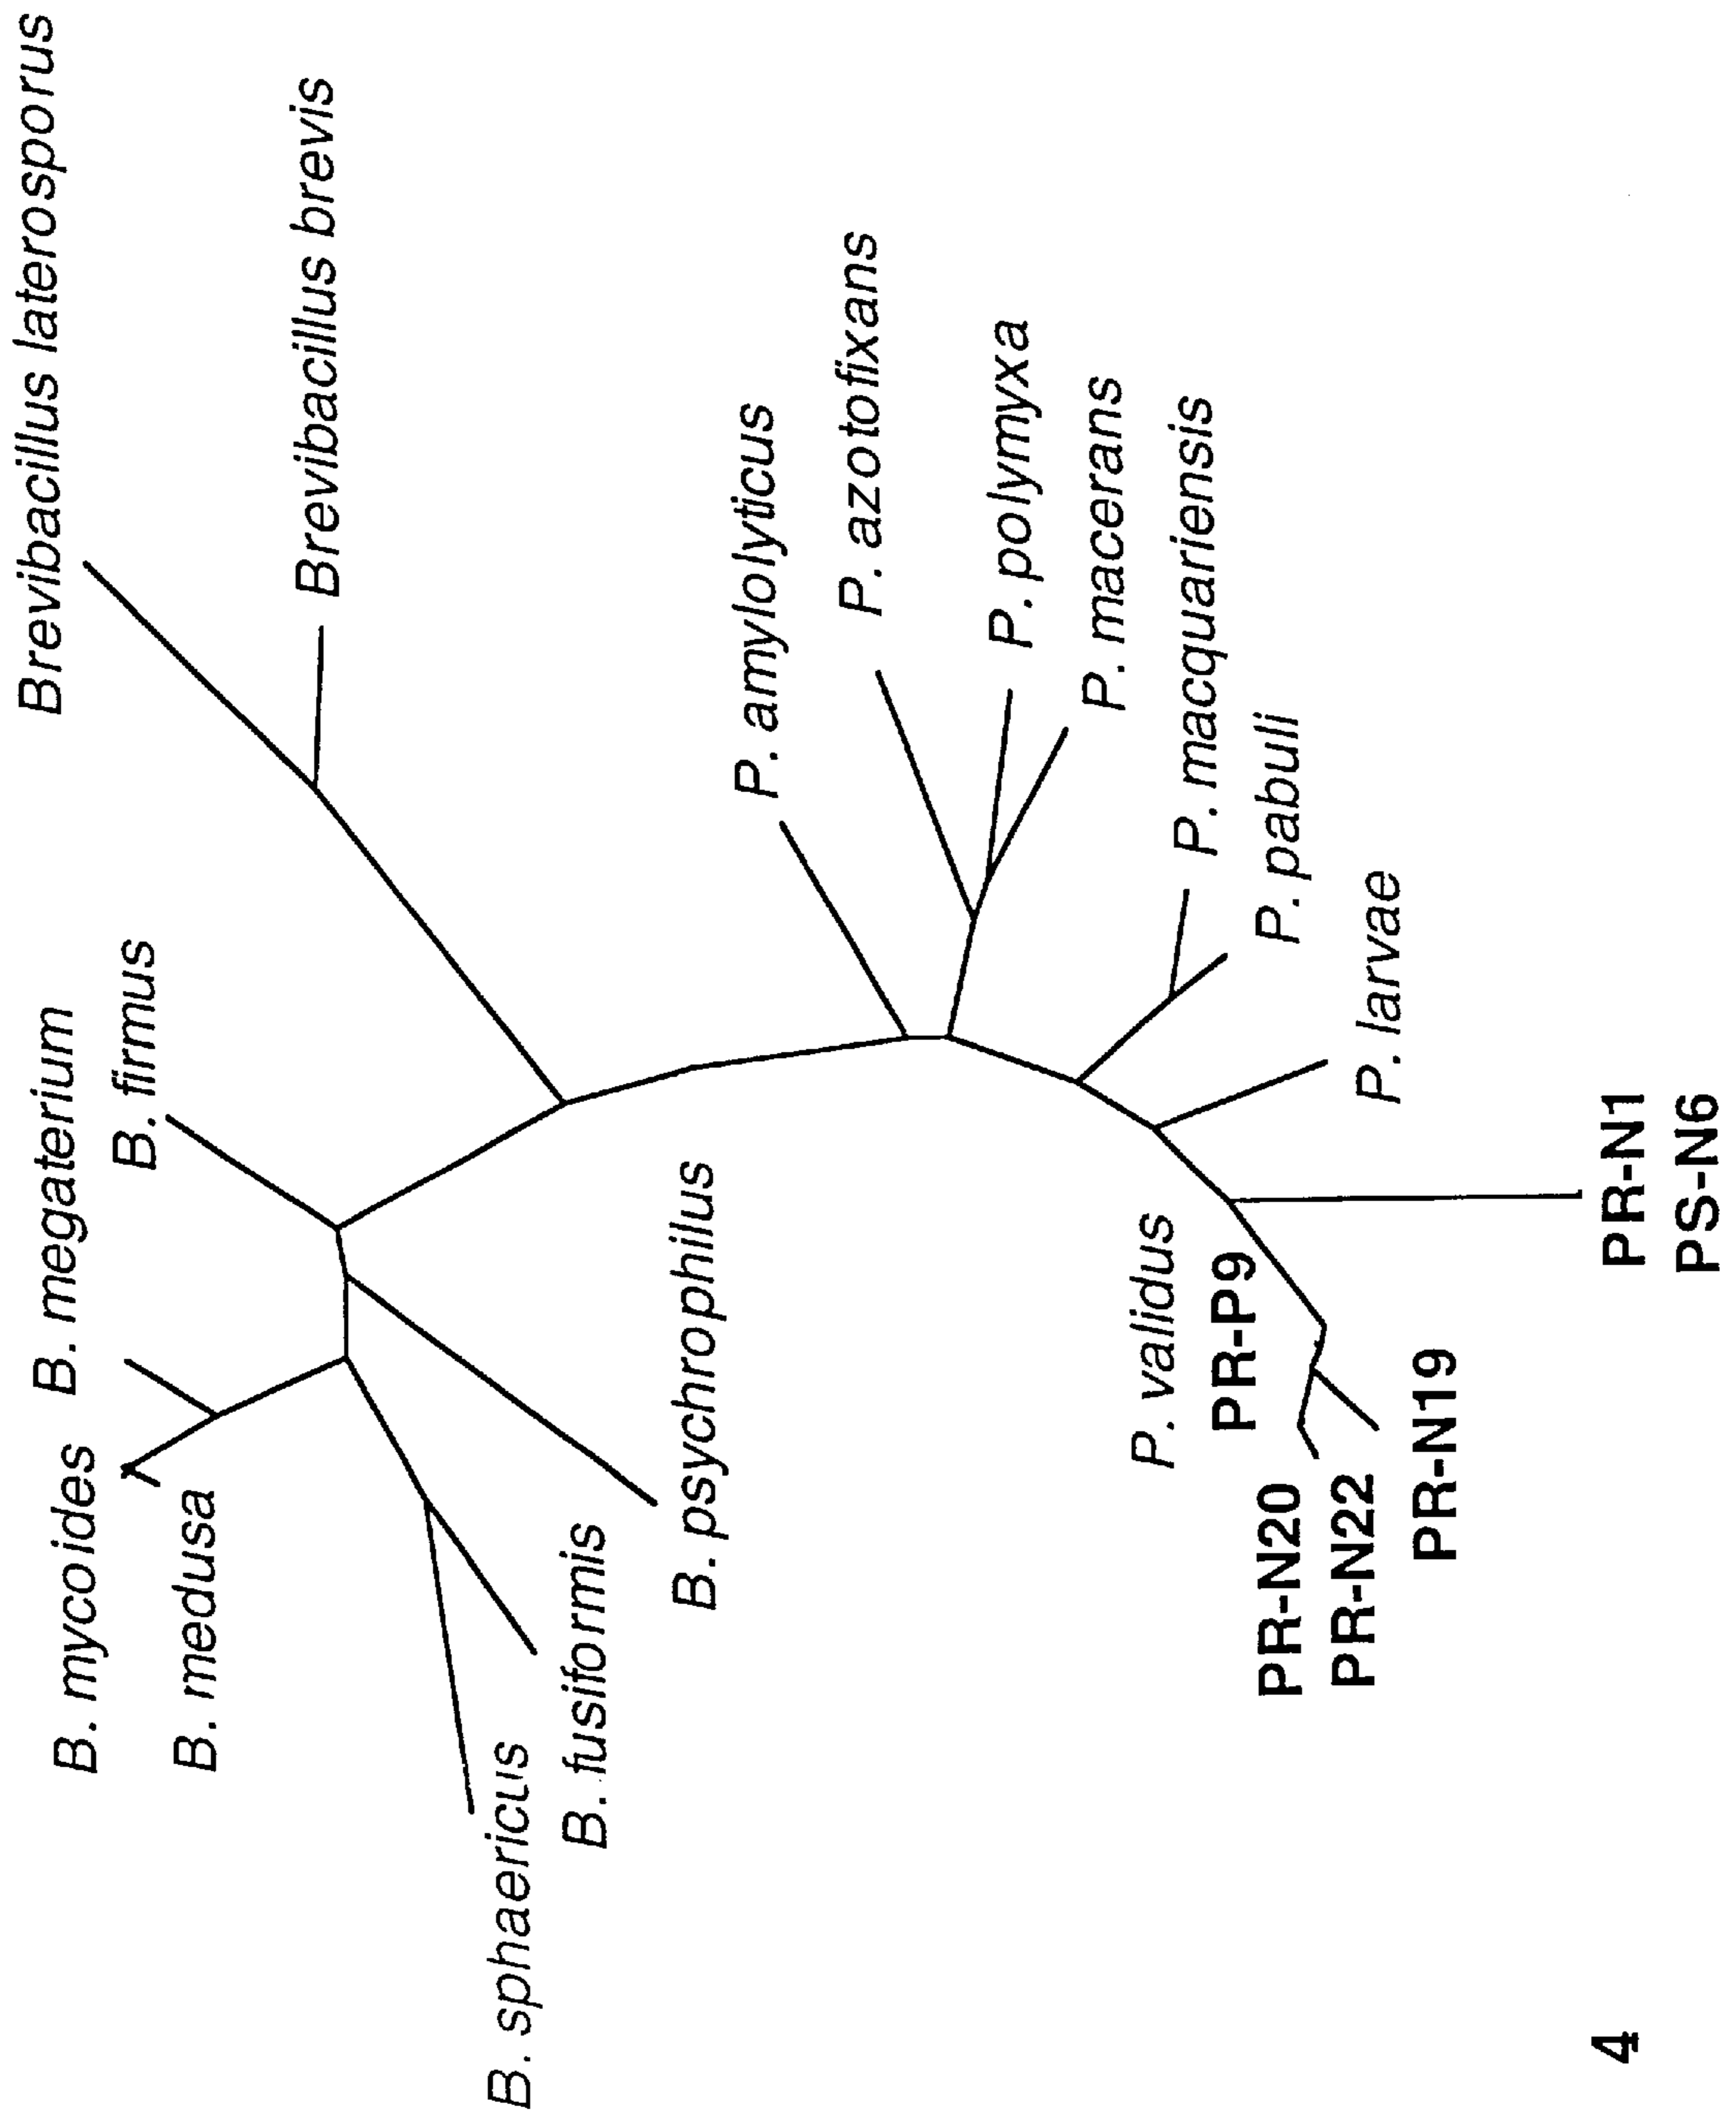 Brevibacillus laterosporus
Brevibacillus brevis
B. megaterium
B. firmus
B. mycoides
B. medusa
B. sphaericus
B. fusiformis
B. psychrophilus
P. amylolyticus
P. azotofixans
P. polymyxa
P. macerans
P. macquariensis
P. pabuli
P. larvae
P. validus
PR-P9
PR-N20
PR-N22
PR-N19
PR-N1
PS-N6
4